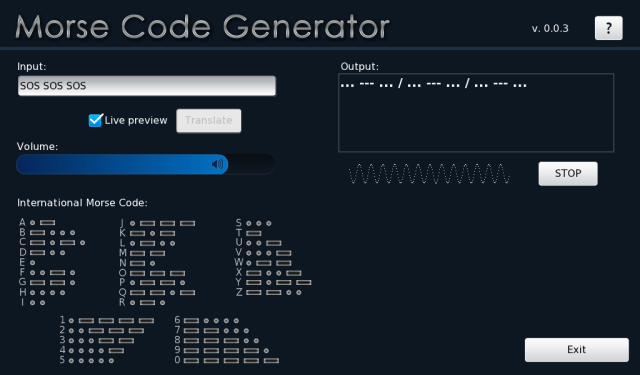 Morse Code Generator
v. 0.0.3
?
Input:
SOS SOS SOS
Live preview
Translate
Volume:
Output:
... --- ... / ... --- ... / ... --- ...
STOP
International Morse Code:
A
B
C
D
E
F
G
H
I
J
K
L
M
N
O
P
Q
R
S
T
U
V
W
X
Y
Z
1
2
3
4
5
6
7
8
9
0
Exit